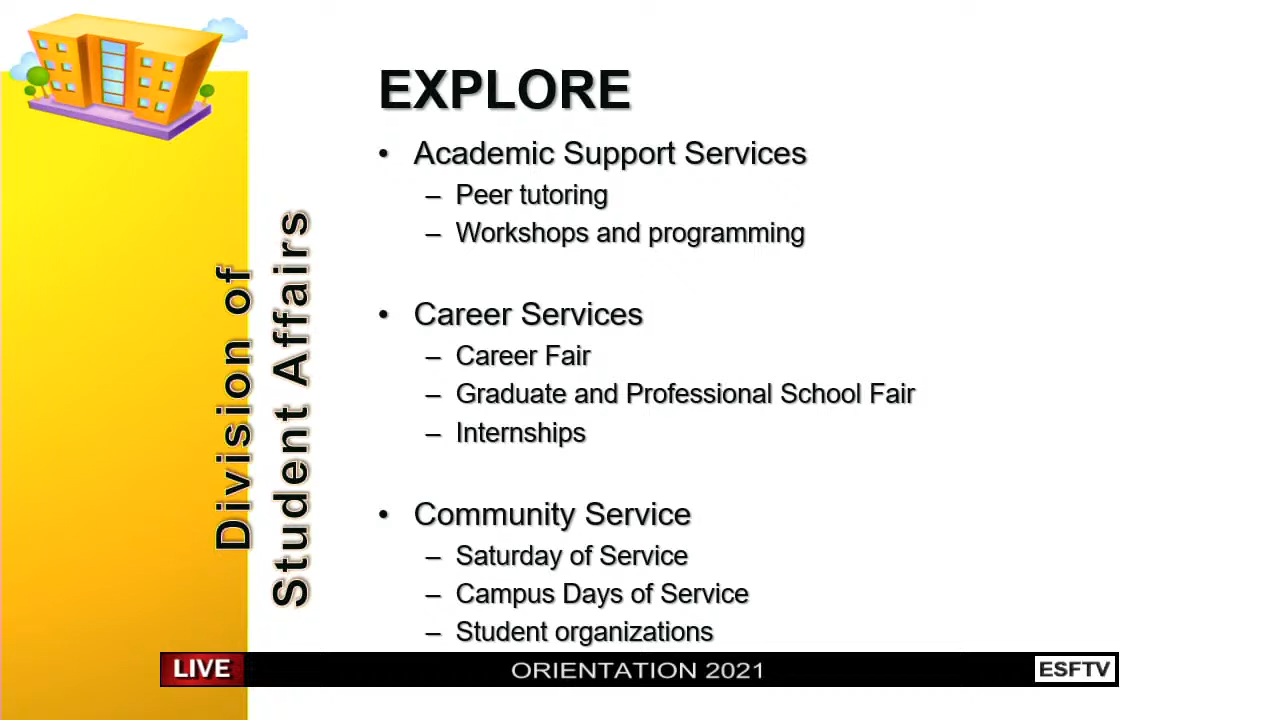 EXPLORE
• Academic Support Services
– Peer tutoring
– Workshops and programming
• Career Services
– Career Fair
– Graduate and Professional School Fair
– Internships
• Community Service
– Saturday of Service
– Campus Days of Service
– Student organizations
Division of
Student Affairs
LIVE ORIENTATION 2021 ESFTV